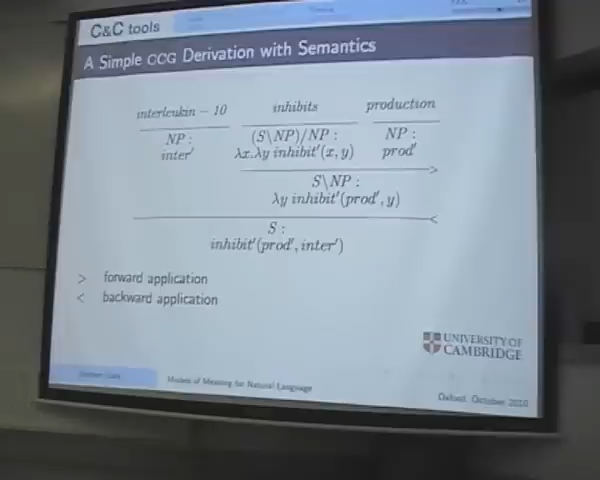 C&C tools
A Simple CCG Derivation with Semantics
interleukin − 10 inhibits production
NP : (S\NP)/NP : NP :
inter′ λx.λy inhibit′(x, y) prod′
>
S\NP :
λy inhibit′(prod′, y)
<
S :
inhibit′(prod′, inter′)
> forward application
< backward application
UNIVERSITY OF
CAMBRIDGE
Models of Meaning for Natural Language
Oxford, October 2010